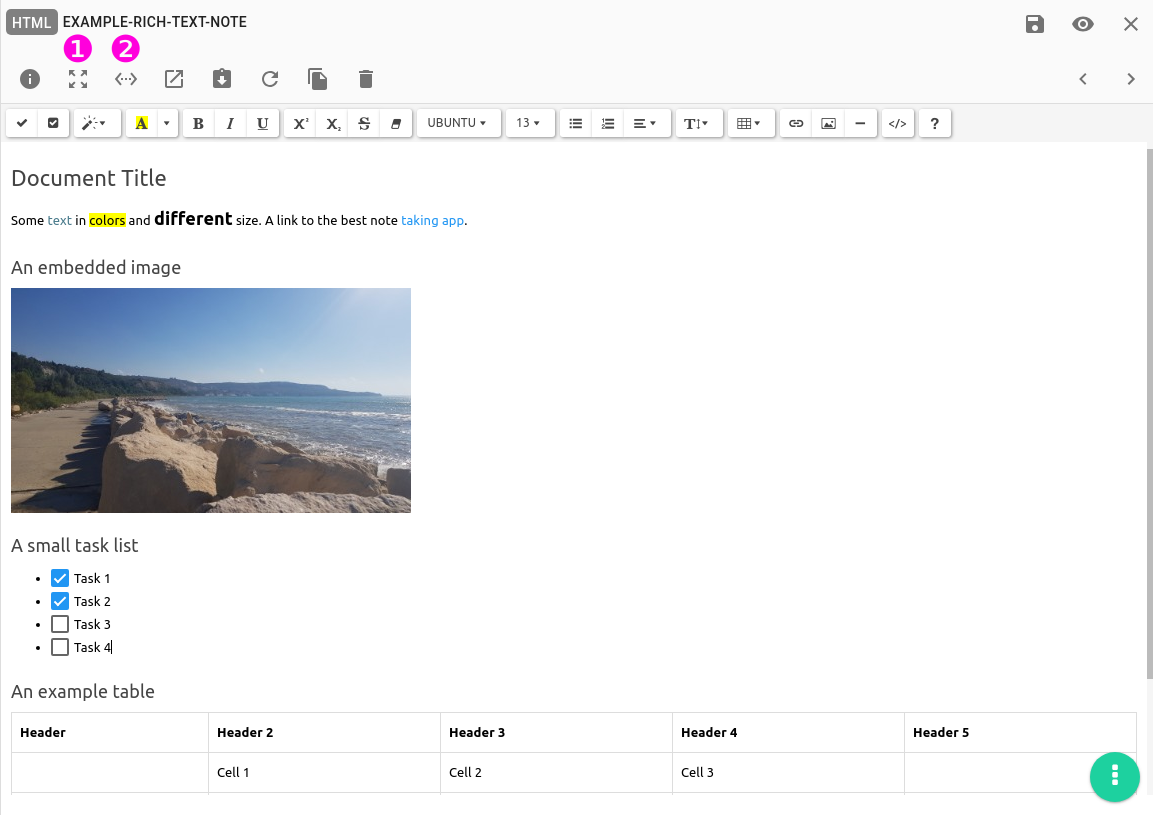 HTML EXAMPLE-RICH-TEXT-NOTE
1 2
A B I U X² X₂ S UBUNTU 13 T </> ?
Document Title
Some text in colors and different size. A link to the best note taking app.
An embedded image
A small task list
Task 1
Task 2
Task 3
Task 4
An example table
Header Header 2 Header 3 Header 4 Header 5
Cell 1 Cell 2 Cell 3